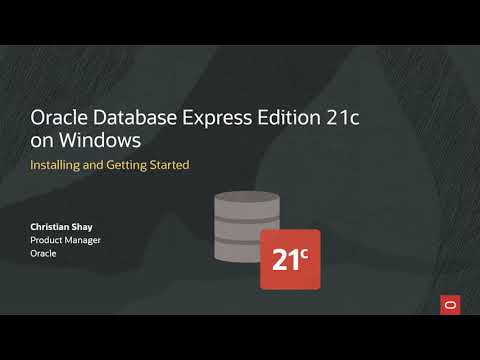 Oracle Database Express Edition 21c
on Windows
Installing and Getting Started
Christian Shay
Product Manager
Oracle
21c